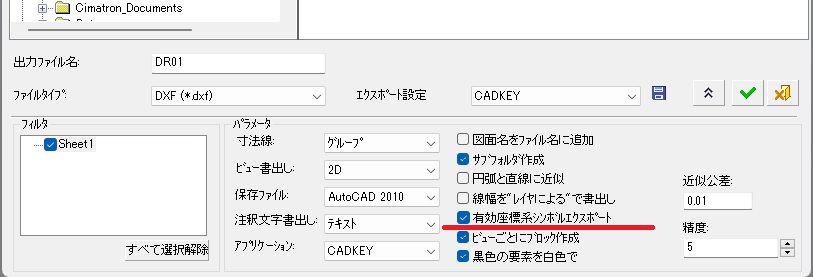 Cimatron_Documents
出力ファイル名:
DR01
ﾌｧｲﾙﾀｲﾌﾟ:
DXF (*.dxf)
ｴｸｽﾎﾟｰﾄ設定
CADKEY
ﾌｨﾙﾀ
Sheet1
すべて選択解除
ﾊﾟﾗﾒｰﾀ
寸法線:
ｸﾞﾙｰﾌﾟ
ﾋﾞｭｰ書出し:
2D
保存ﾌｧｲﾙ:
AutoCAD 2010
注釈文字書出し:
ﾃｷｽﾄ
ｱﾌﾟﾘｹｰｼｮﾝ:
CADKEY
図面名をﾌｧｲﾙ名に追加
ｻﾌﾞﾌｫﾙﾀﾞ作成
円弧と直線に近似
線幅を"ﾚｲﾔによる"で書出し
有効座標系ｼﾝﾎﾞﾙｴｸｽﾎﾟｰﾄ
ﾋﾞｭｰごとにﾌﾞﾛｯｸ作成
黒色の要素を白色で
近似公差:
0.01
精度:
5